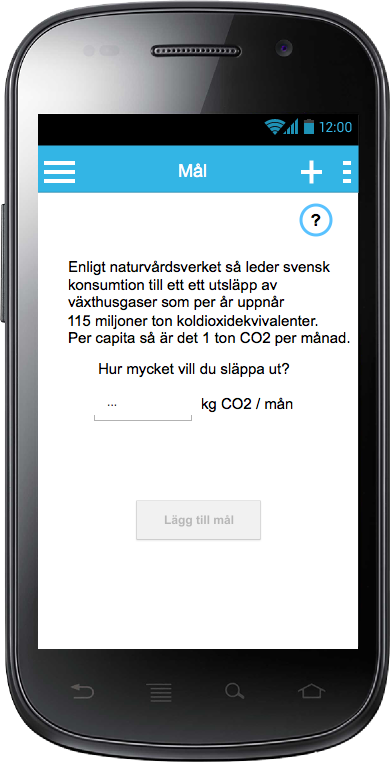 12:00
Mål
?
Enligt naturvårdsverket så leder svensk
konsumtion till ett ett utsläpp av
växthusgaser som per år uppnår
115 miljoner ton koldioxidekvivalenter.
Per capita så är det 1 ton CO2 per månad.
Hur mycket vill du släppa ut?
... kg CO2 / mån
Lägg till mål